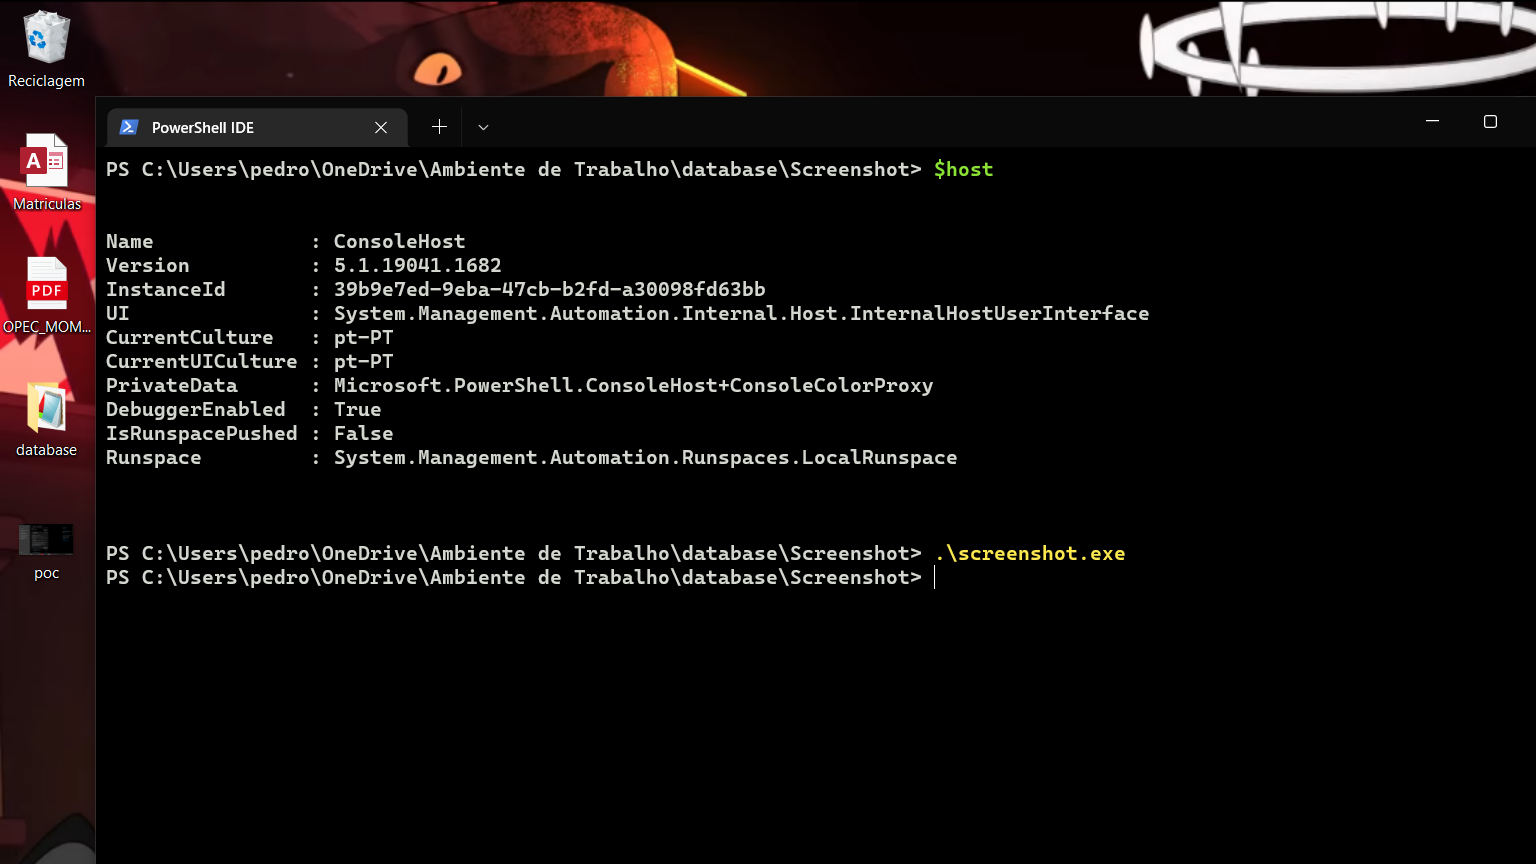 Reciclagem
A
Matriculas
PDF
OPEC_MOM...
database
poc
PowerShell IDE
PS C:\Users\pedro\OneDrive\Ambiente de Trabalho\database\Screenshot> $host
Name             : ConsoleHost
Version          : 5.1.19041.1682
InstanceId       : 39b9e7ed-9eba-47cb-b2fd-a30098fd63bb
UI               : System.Management.Automation.Internal.Host.InternalHostUserInterface
CurrentCulture   : pt-PT
CurrentUICulture : pt-PT
PrivateData      : Microsoft.PowerShell.ConsoleHost+ConsoleColorProxy
DebuggerEnabled  : True
IsRunspacePushed : False
Runspace         : System.Management.Automation.Runspaces.LocalRunspace
PS C:\Users\pedro\OneDrive\Ambiente de Trabalho\database\Screenshot> .\screenshot.exe
PS C:\Users\pedro\OneDrive\Ambiente de Trabalho\database\Screenshot>